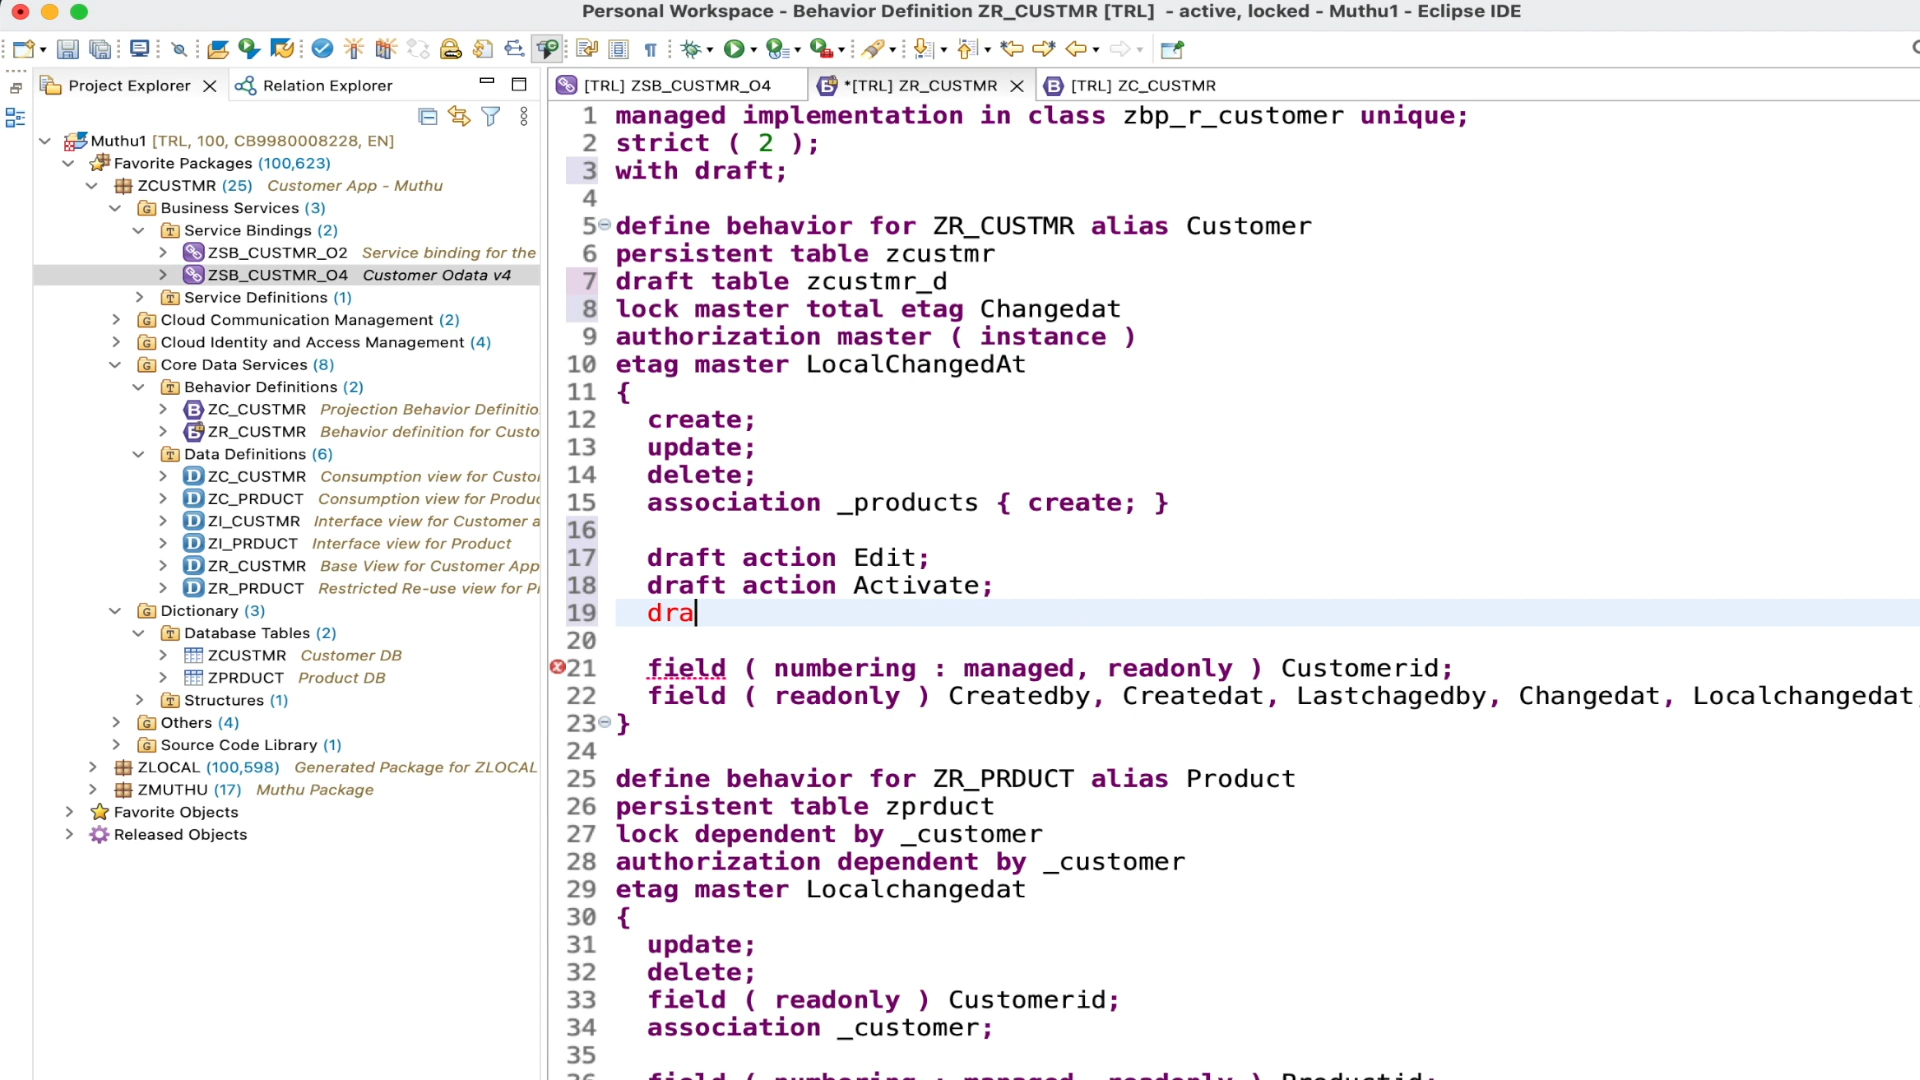 Personal Workspace - Behavior Definition ZR_CUSTMR [TRL] - active, locked - Muthu1 - Eclipse IDE
Project Explorer
Relation Explorer
[TRL] ZSB_CUSTMR_O4
*[TRL] ZR_CUSTMR
[TRL] ZC_CUSTMR
Muthu1 [TRL, 100, CB9980008228, EN]
Favorite Packages (100,623)
ZCUSTMR (25) Customer App - Muthu
Business Services (3)
Service Bindings (2)
ZSB_CUSTMR_O2 Service binding for the
ZSB_CUSTMR_O4 Customer Odata v4
Service Definitions (1)
Cloud Communication Management (2)
Cloud Identity and Access Management (4)
Core Data Services (8)
Behavior Definitions (2)
ZC_CUSTMR Projection Behavior Definitio
ZR_CUSTMR Behavior definition for Custo
Data Definitions (6)
ZC_CUSTMR Consumption view for Custo
ZC_PRDUCT Consumption view for Produc
ZI_CUSTMR Interface view for Customer a
ZI_PRDUCT Interface view for Product
ZR_CUSTMR Base View for Customer App
ZR_PRDUCT Restricted Re-use view for P
Dictionary (3)
Database Tables (2)
ZCUSTMR Customer DB
ZPRDUCT Product DB
Structures (1)
Others (4)
Source Code Library (1)
ZLOCAL (100,598) Generated Package for ZLOCAL
ZMUTHU (17) Muthu Package
Favorite Objects
Released Objects
1 managed implementation in class zbp_r_customer unique;
2 strict ( 2 );
3 with draft;
4
5 define behavior for ZR_CUSTMR alias Customer
6 persistent table zcustmr
7 draft table zcustmr_d
8 lock master total etag Changedat
9 authorization master ( instance )
10 etag master LocalChangedAt
11 {
12 create;
13 update;
14 delete;
15 association _products { create; }
16
17 draft action Edit;
18 draft action Activate;
19 dra
20
21 field ( numbering : managed, readonly ) Customerid;
22 field ( readonly ) Createdby, Createdat, Lastchagedby, Changedat, Localchangedat,
23 }
24
25 define behavior for ZR_PRDUCT alias Product
26 persistent table zprduct
27 lock dependent by _customer
28 authorization dependent by _customer
29 etag master Localchangedat
30 {
31 update;
32 delete;
33 field ( readonly ) Customerid;
34 association _customer;
35
36 field ( numbering : managed, readonly ) Productid;